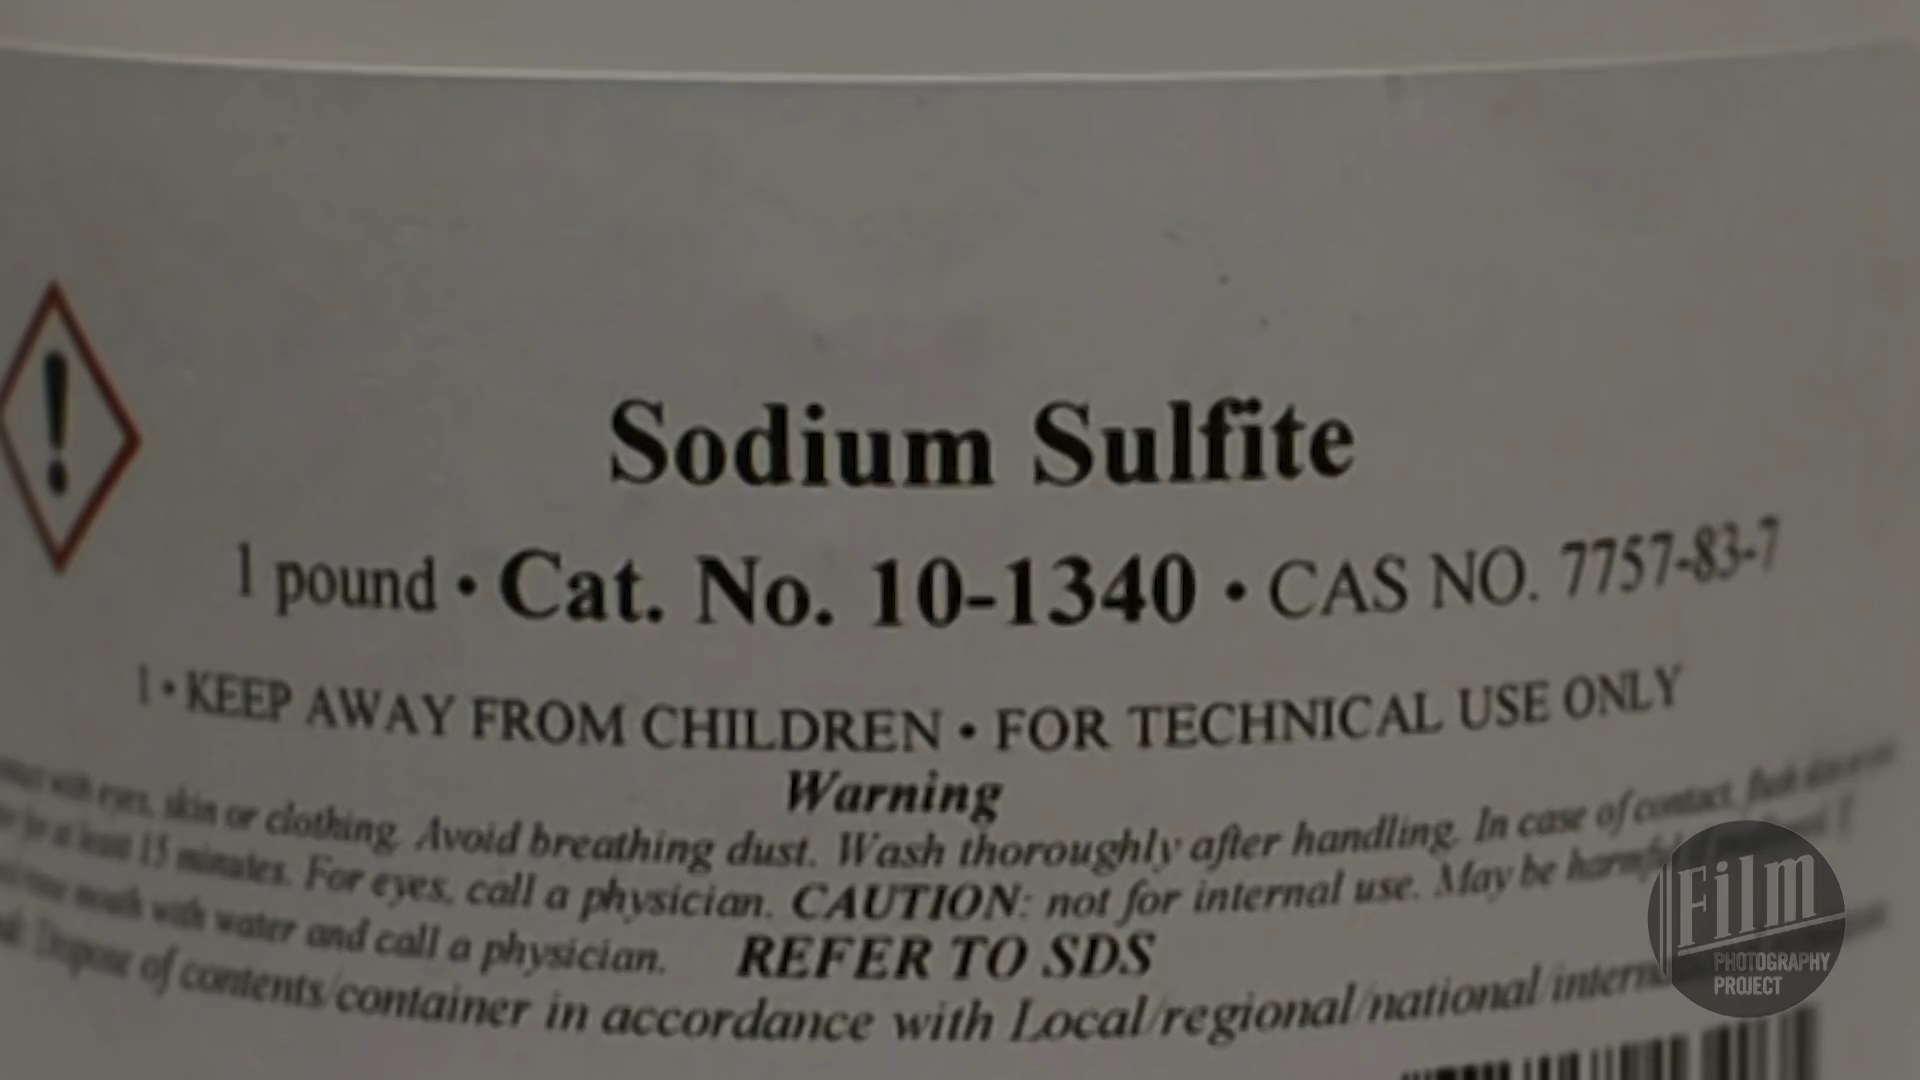 Sodium Sulfite
1 pound • Cat. No. 10-1340 • CAS NO. 7757-83-7
1 • KEEP AWAY FROM CHILDREN • FOR TECHNICAL USE ONLY
Warning
with eyes, skin or clothing. Avoid breathing dust. Wash thoroughly after handling. In case of contact, flush
at least 15 minutes. For eyes, call a physician. CAUTION: not for internal use. May be
mouth with water and call a physician. REFER TO SDS
Dispose of contents/container in accordance with Local/regional/national/
Film
PHOTOGRAPHY
PROJECT